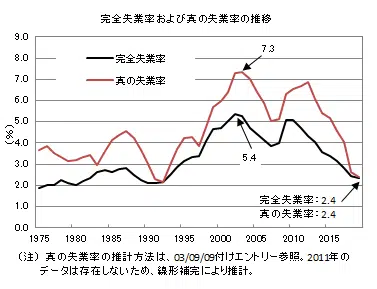 完全失業率および真の失業率の推移
9.0
8.0
7.0
6.0
5.0
4.0
3.0
2.0
1.0
0.0
(%)
完全失業率
真の失業率
7.3
5.4
完全失業率：2.4
真の失業率：2.4
1975 1980 1985 1990 1995 2000 2005 2010 2015
（注） 真の失業率の推計方法は、03/09/09付けエントリー参照。2011年の
データは存在しないため、線形補完により推計。